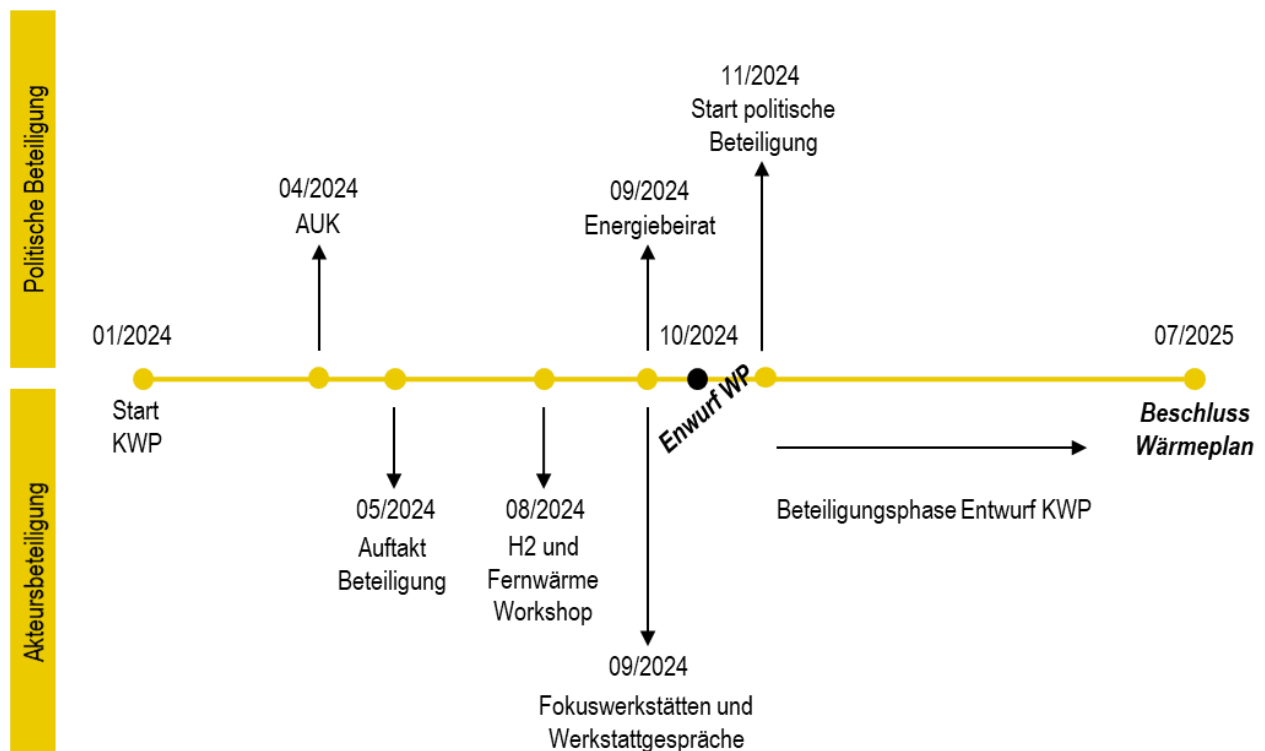 Politische Beteiligung
11/2024
Start politische
Beteiligung
04/2024
AUK
09/2024
Energiebeirat
01/2024
10/2024
07/2025
Start
KWP
Enwurf WP
Beschluss
Wärmeplan
Akteursbeteiligung
05/2024
Auftakt
Beteiligung
08/2024
H2 und
Fernwärme
Workshop
Beteiligungsphase Entwurf KWP
09/2024
Fokuswerkstätten und
Werkstattgespräche